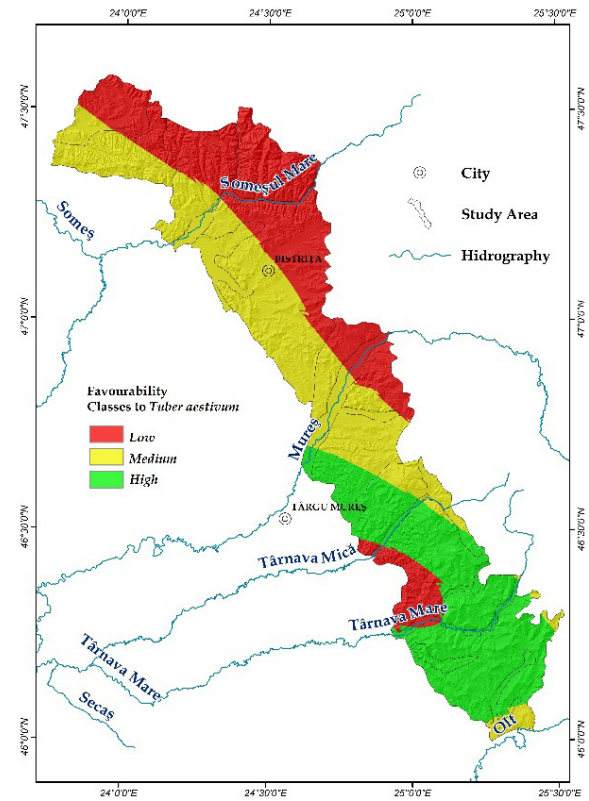 24°0'0"E 24°30'0"E 25°0'0"E 25°30'0"E
47°30'0"N
47°30'0"N
Someșul Mare
City
Study Area
Hidrography
Someș
BISTRIȚA
47°0'0"N
47°0'0"N
Favourability
Classes to Tuber aestivum
Low
Medium
High
Mureș
TÂRGU MUREȘ
46°30'0"N
46°30'0"N
Târnava Mică
Târnava Mare
Târnava Mare
Secaș
Olt
46°0'0"N
46°0'0"N
24°0'0"E 24°30'0"E 25°0'0"E 25°30'0"E